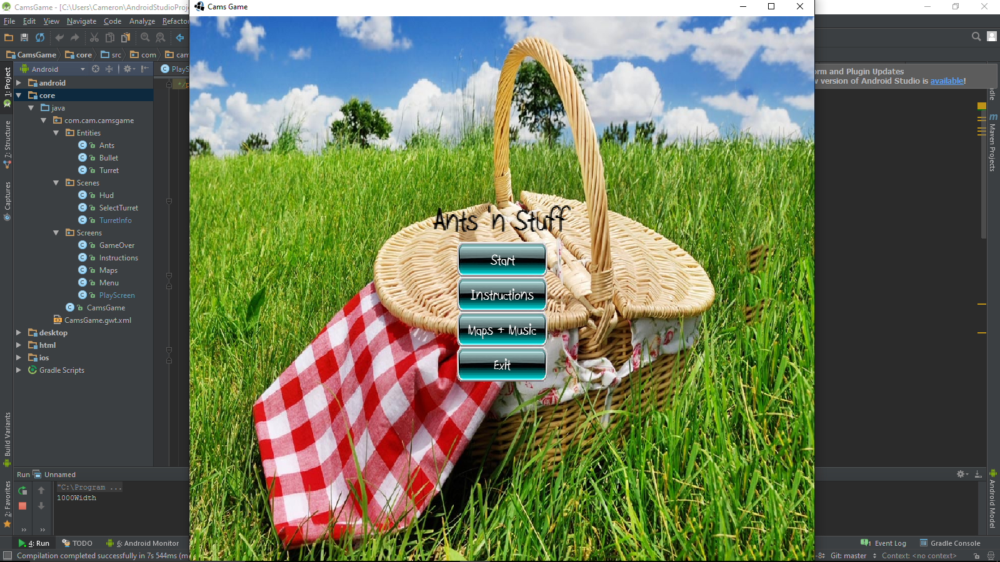 CamsGame - [C:\Users\Cameron\AndroidStudioProj
Cams Game
File Edit View Navigate Code Analyze Refactor
CamsGame core src com cam
Android
PlayS
1: Project
7: Structure
Captures
Build Variants
2: Favorites
android
core
java
com.cam.camsgame
Entities
Ants
Bullet
Turret
Scenes
Hud
SelectTurret
TurretInfo
Screens
GameOver
Instructions
Maps
Menu
PlayScreen
CamsGame
CamsGame.gwt.xml
desktop
html
ios
Gradle Scripts
*/p
Ants 'n Stuff
Start
Instructions
Maps + Music
Exit
orm and Plugin Updates
w version of Android Studio is available!
dle
m
Maven Projects
Android Model
Run Unnamed
"C:\Program ...
1000Width
4: Run TODO 6: Android Monitor
1 Event Log Gradle Console
Compilation completed successfully in 7s 544ms (m
-8 Git: master Context: <no context>